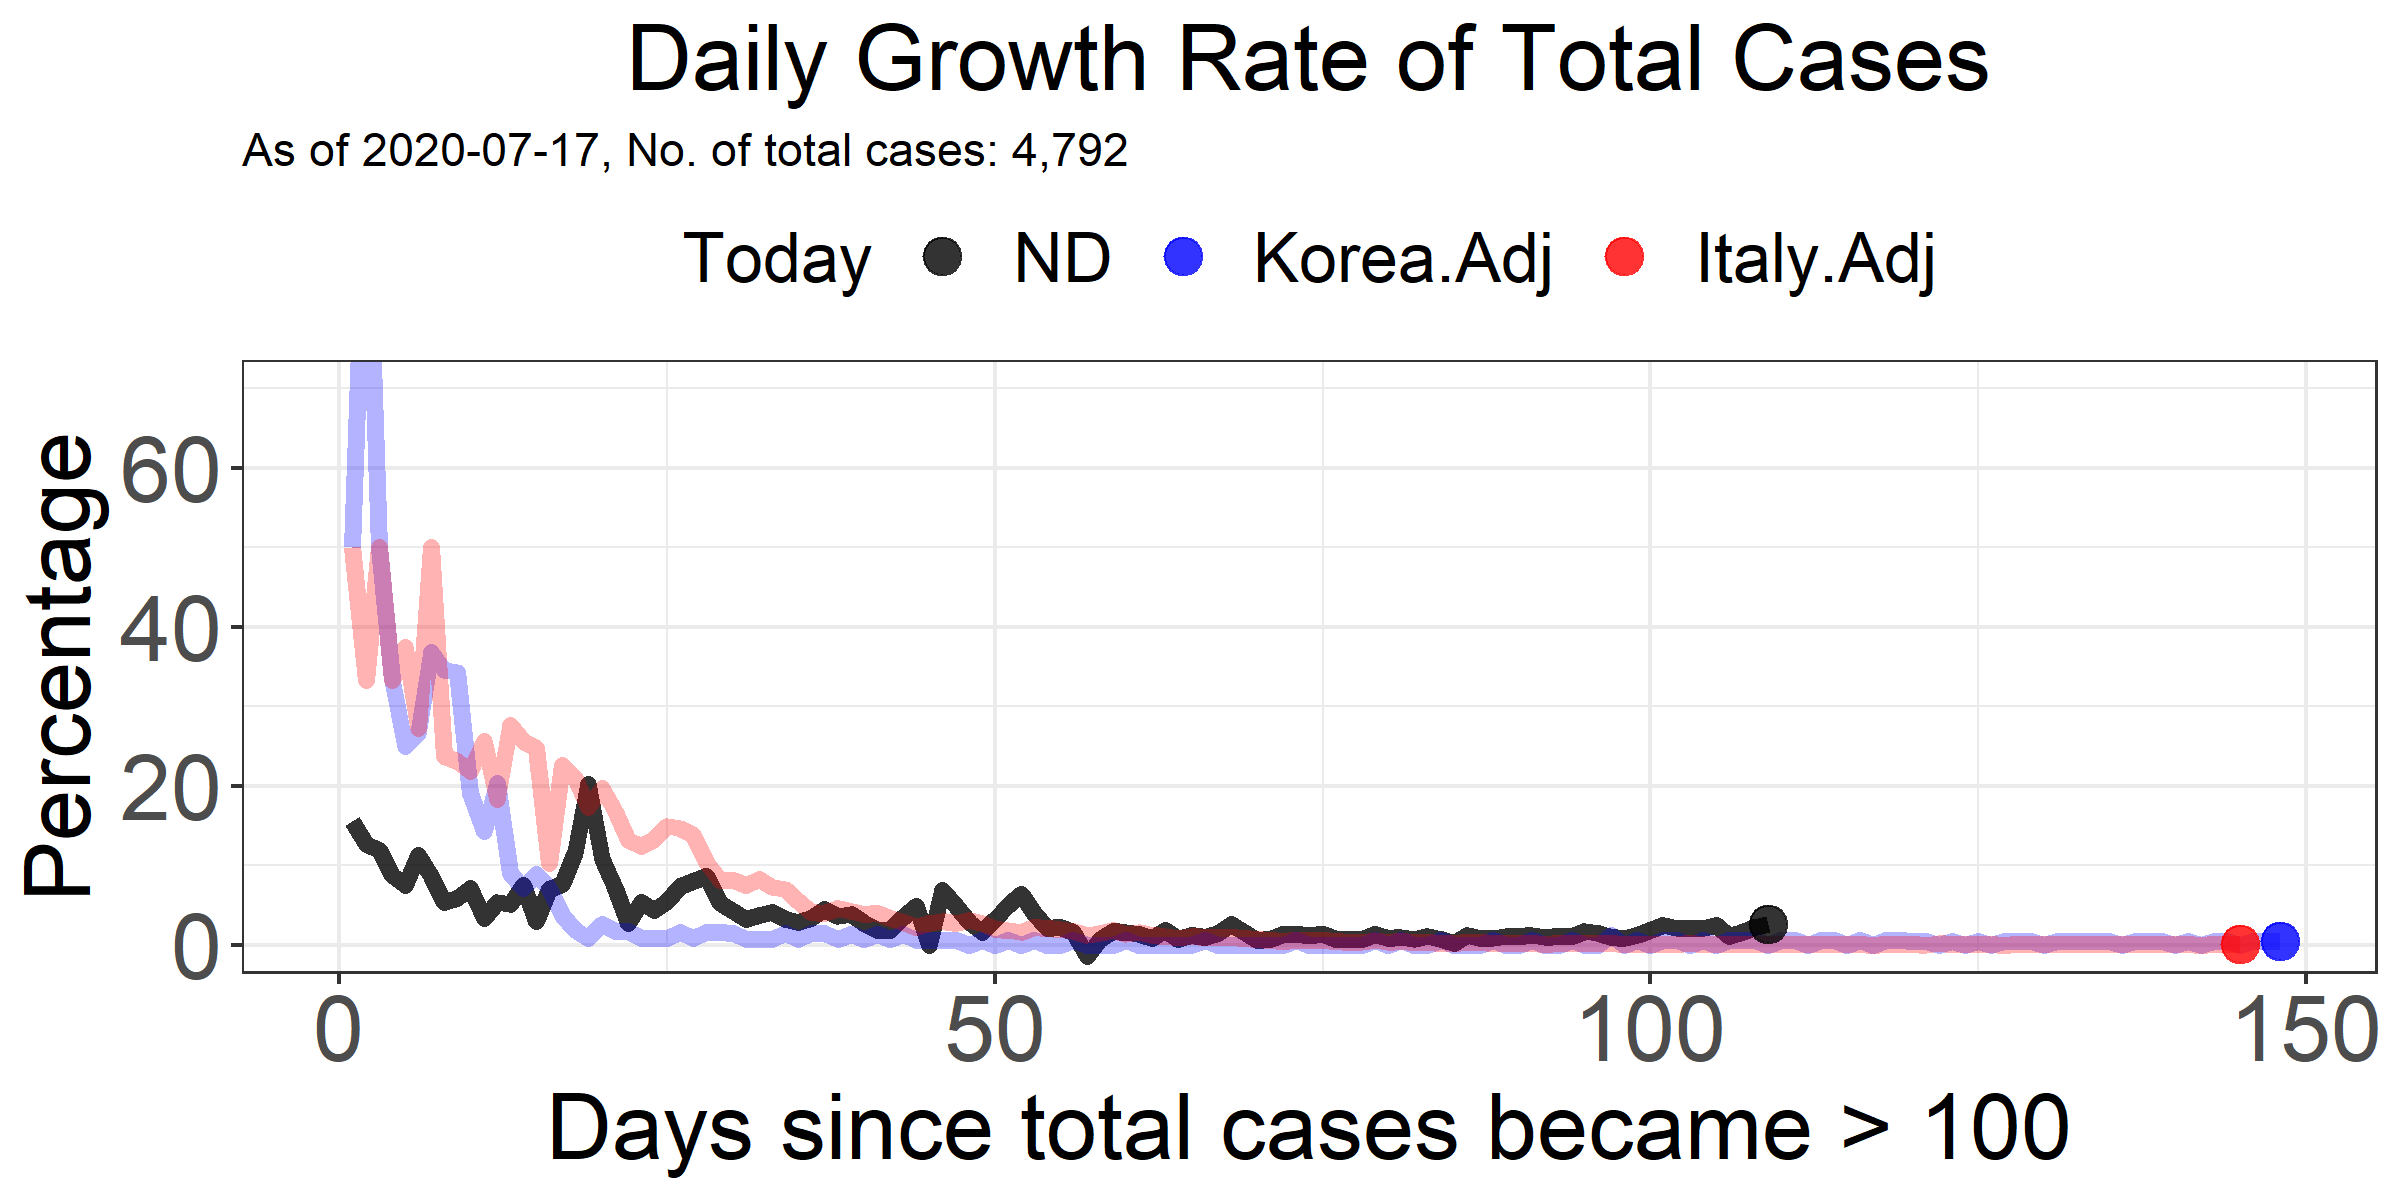 Daily Growth Rate of Total Cases
As of 2020-07-17, No. of total cases: 4,792
Today ND Korea.Adj Italy.Adj
Percentage
60
40
20
0
0 50 100 150
Days since total cases became > 100